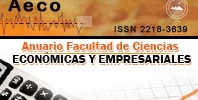 Aeco
ISSN 2218-3639
Anuario Facultad de Ciencias
ECONÓMICAS Y EMPRESARIALES